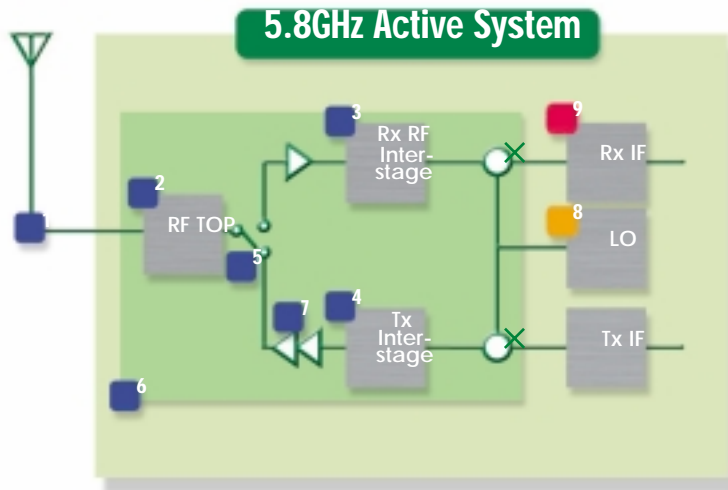 5.8GHz Active System
9
3
Rx RF
Inter-
stage
Rx IF
2
8
RF TOP
LO
1
5
7
4
Tx
Inter-
stage
Tx IF
6